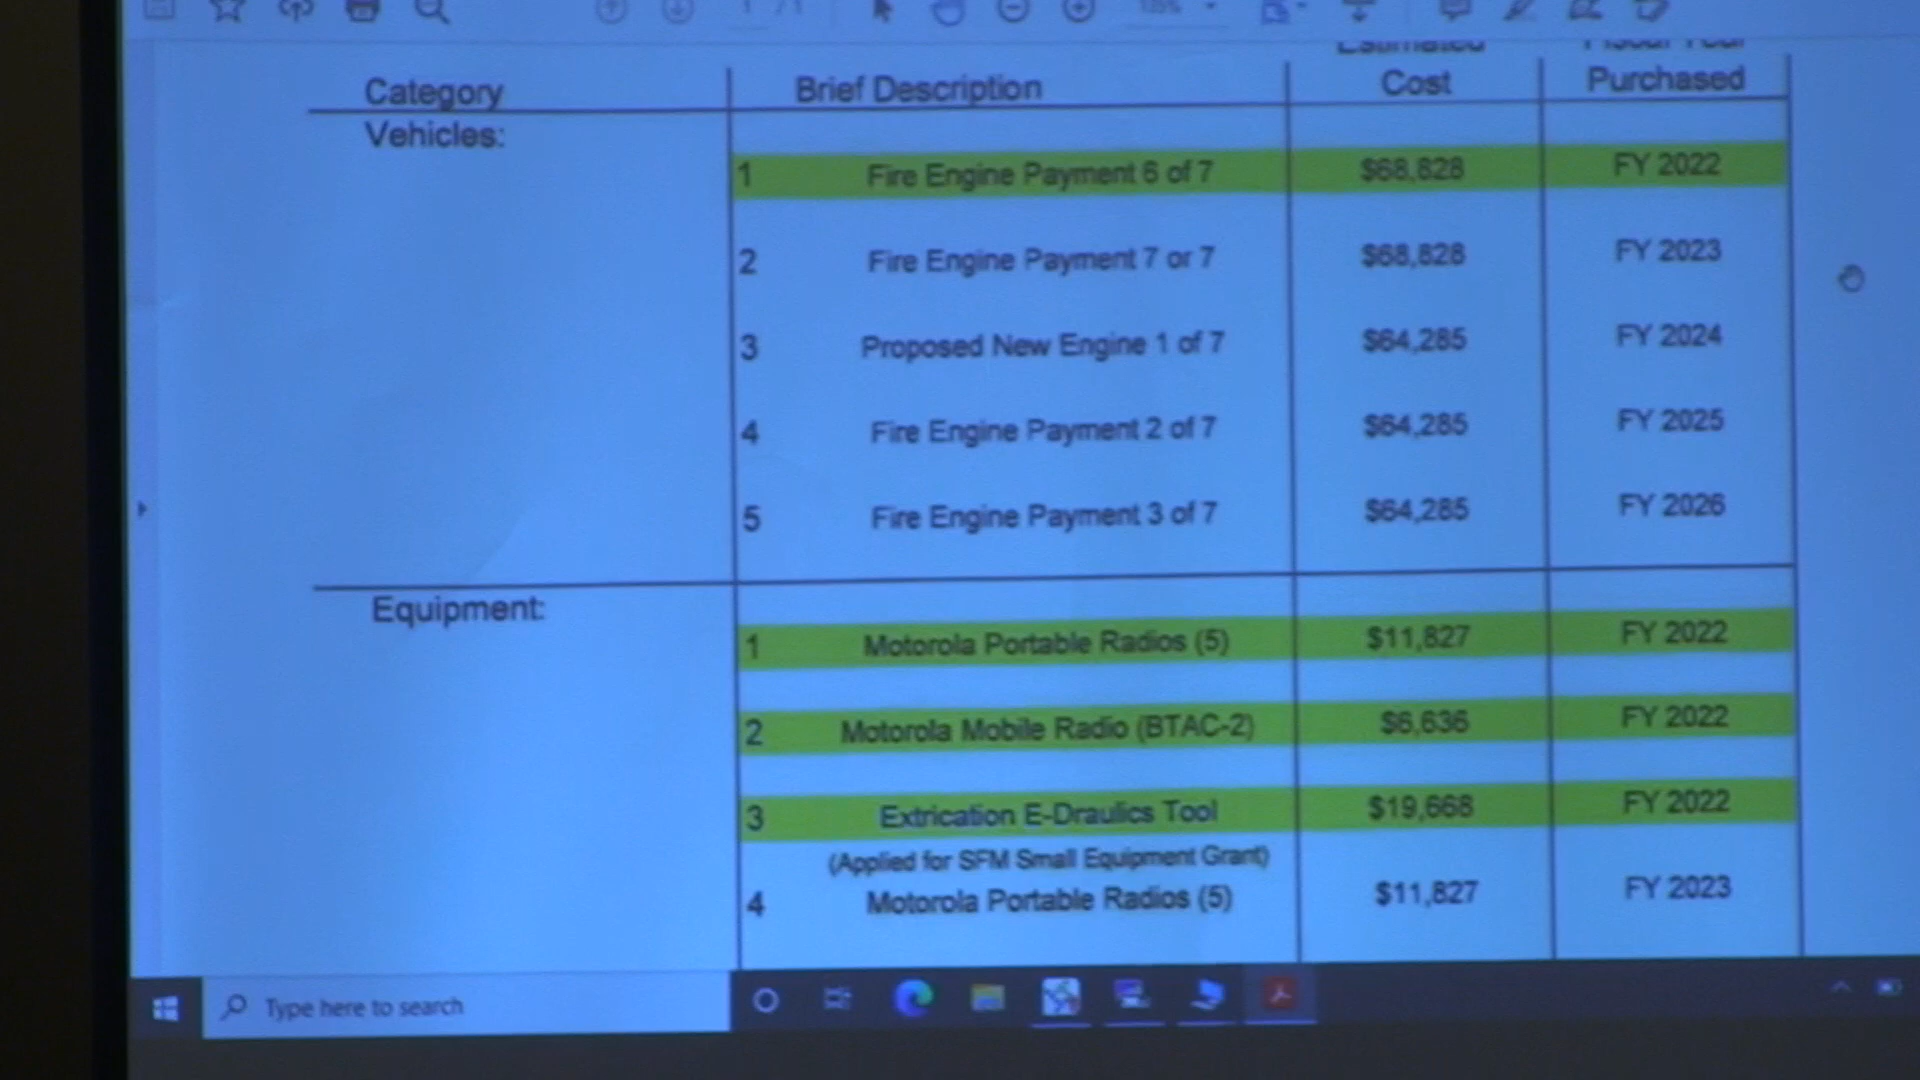 Estimated Fiscal Year
Category Brief Description Cost Purchased
Vehicles:
1 Fire Engine Payment 6 of 7 $68,828 FY 2022
2 Fire Engine Payment 7 or 7 $68,828 FY 2023
3 Proposed New Engine 1 of 7 $64,285 FY 2024
4 Fire Engine Payment 2 of 7 $64,285 FY 2025
5 Fire Engine Payment 3 of 7 $64,285 FY 2026
Equipment:
1 Motorola Portable Radios (5) $11,827 FY 2022
2 Motorola Mobile Radio (BTAC-2) $6,636 FY 2022
3 Extrication E-Draulics Tool $19,668 FY 2022
(Applied for SFM Small Equipment Grant)
4 Motorola Portable Radios (5) $11,827 FY 2023
Type here to search